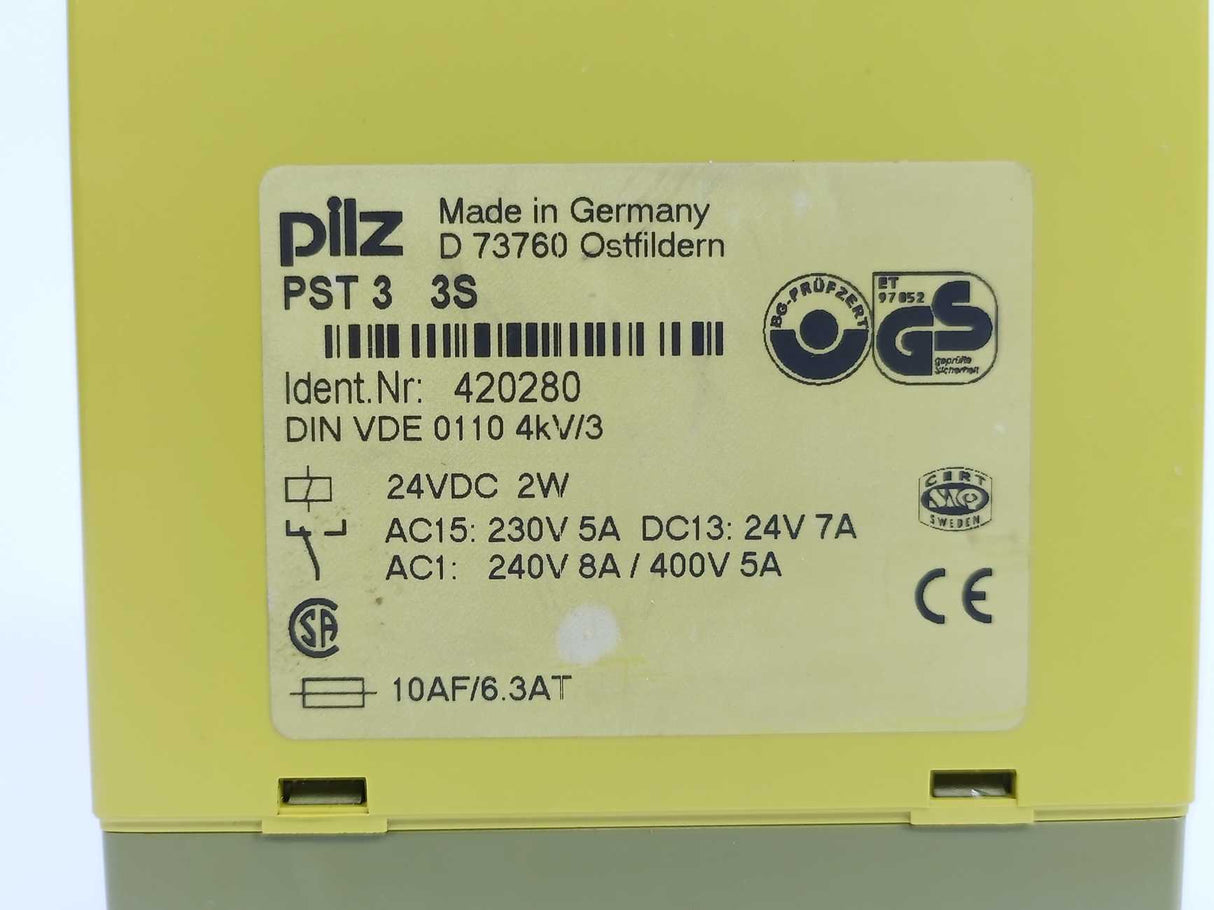 pilz
Made in Germany
D 73760 Ostfildern
PST 3 3S
BG-PRÜFZERT
ET
97052
GS
geprüfte
Sicherheit
Ident.Nr: 420280
DIN VDE 0110 4kV/3
24VDC 2W
CERT
SWEDEN
AC15: 230V 5A DC13: 24V 7A
AC1: 240V 8A / 400V 5A
CE
SA
10AF/6.3AT